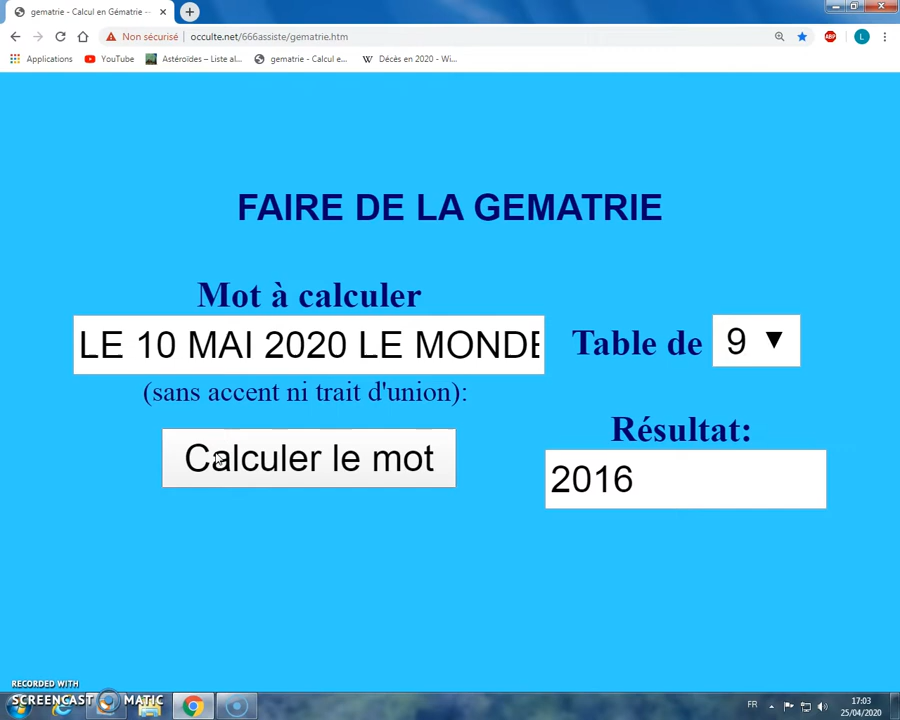 gematrie - Calcul en Gématrie --
Non sécurisé
occulte.net/666assiste/gematrie.htm
ABP
L
Applications
YouTube
Astéroïdes – Liste al...
gematrie - Calcul e...
W Décès en 2020 - Wi...
FAIRE DE LA GEMATRIE
Mot à calculer
LE 10 MAI 2020 LE MONDE
Table de 9
(sans accent ni trait d'union):
Résultat:
Calculer le mot
2016
RECORDED WITH
SCREENCAST MATIC
FR
17:03
25/04/2020